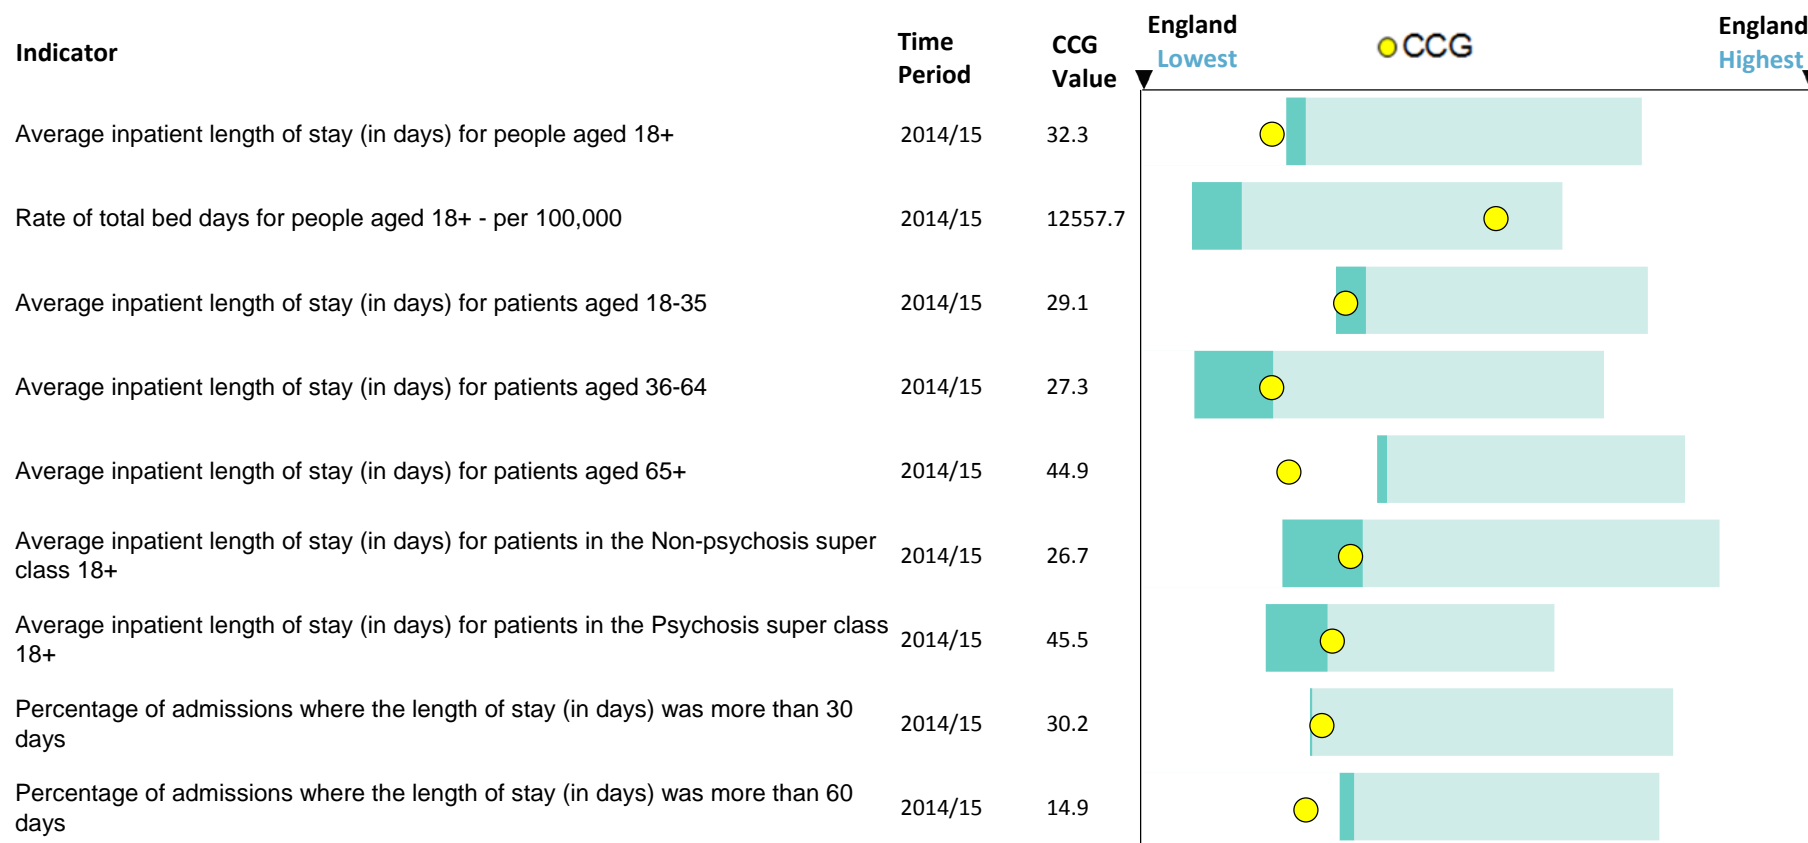 Indicator
Time
Period
CCG
Value
England
Lowest
CCG
England
Highest
Average inpatient length of stay (in days) for people aged 18+ 2014/15 32.3
Rate of total bed days for people aged 18+ - per 100,000 2014/15 12557.7
Average inpatient length of stay (in days) for patients aged 18-35 2014/15 29.1
Average inpatient length of stay (in days) for patients aged 36-64 2014/15 27.3
Average inpatient length of stay (in days) for patients aged 65+ 2014/15 44.9
Average inpatient length of stay (in days) for patients in the Non-psychosis super
class 18+
2014/15 26.7
Average inpatient length of stay (in days) for patients in the Psychosis super class
18+
2014/15 45.5
Percentage of admissions where the length of stay (in days) was more than 30
days
2014/15 30.2
Percentage of admissions where the length of stay (in days) was more than 60
days
2014/15 14.9